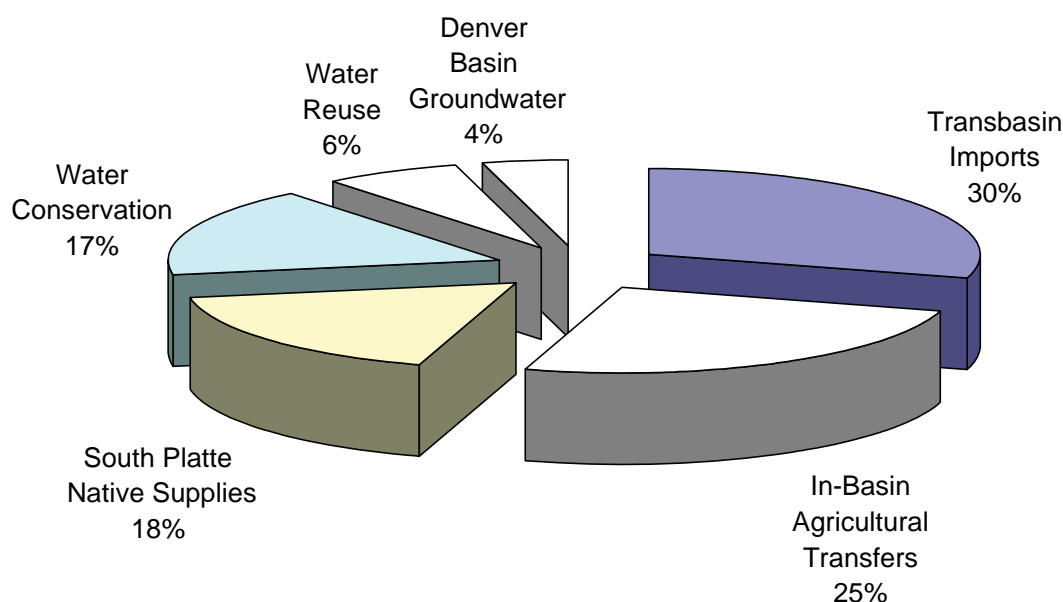 Denver
Basin
Groundwater
4%
Water
Reuse
6%
Transbasin
Imports
30%
Water
Conservation
17%
South Platte
Native Supplies
18%
In-Basin
Agricultural
Transfers
25%